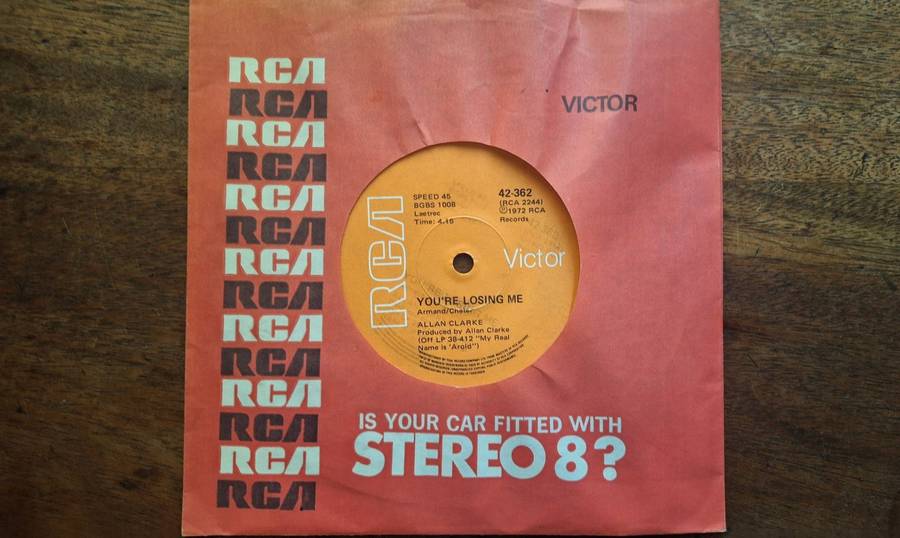 RCA
RCA
RCA
RCA
RCA
RCA
RCA
RCA
RCA
RCA
RCA
RCA
RCA
RCA
VICTOR
RCA
SPEED 45
BGBS 1008
Laetrec
Time: 4.15
42-362
(RCA 2244)
Ⓟ1972 RCA
Records
Victor
YOU'RE LOSING ME
ALLAN CLARKE
Produced by Allan Clarke
(Off LP 38-412 "My Real
Name is 'Arold")
IS YOUR CAR FITTED WITH
STEREO 8?